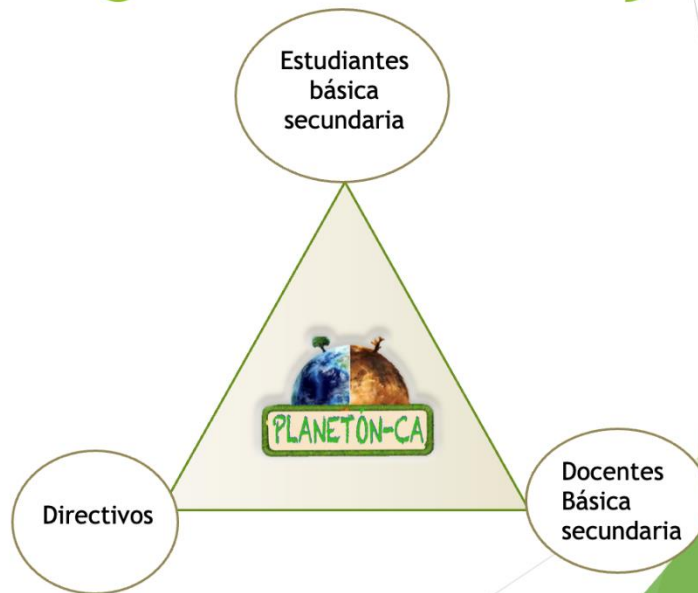 Estudiantes
básica
secundaria
PLANETÓN-CA
Directivos
Docentes
Básica
secundaria